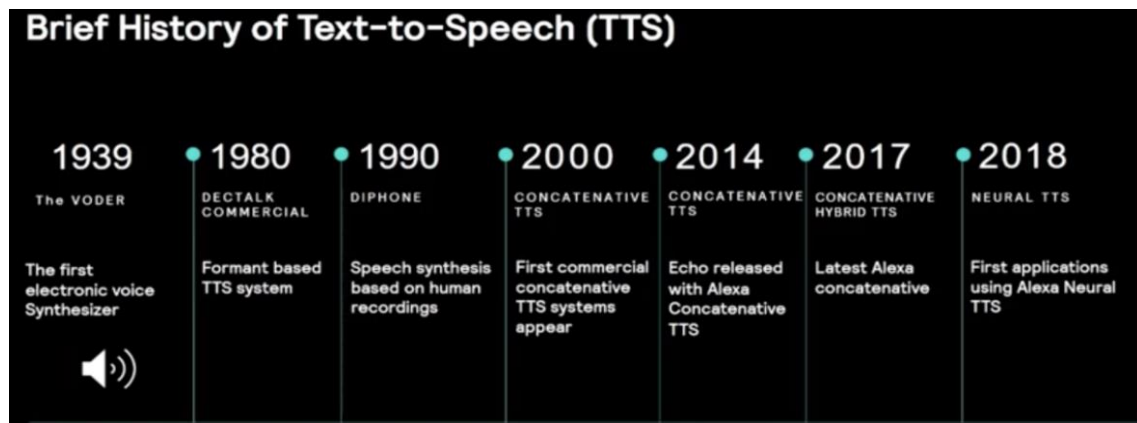 Brief History of Text-to-Speech (TTS)
1939
The VODER
The first
electronic voice
Synthesizer
1980
DECTALK
COMMERCIAL
Formant based
TTS system
1990
DIPHONE
Speech synthesis
based on human
recordings
2000
CONCATENATIVE
TTS
First commercial
concatenative
TTS systems
appear
2014
CONCATENATIVE
TTS
Echo released
with Alexa
Concatenative
TTS
2017
CONCATENATIVE
HYBRID TTS
Latest Alexa
concatenative
2018
NEURAL TTS
First applications
using Alexa Neural
TTS